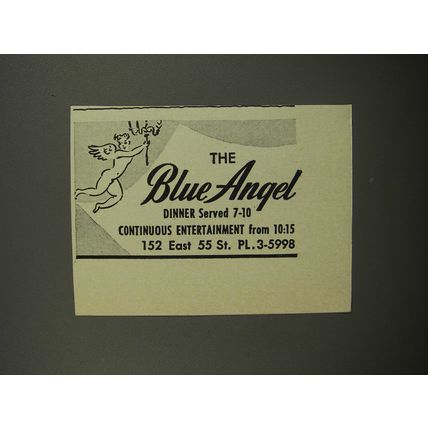 THE
Blue Angel
DINNER Served 7-10
CONTINUOUS ENTERTAINMENT from 10:15
152 East 55 St. PL.3-5998